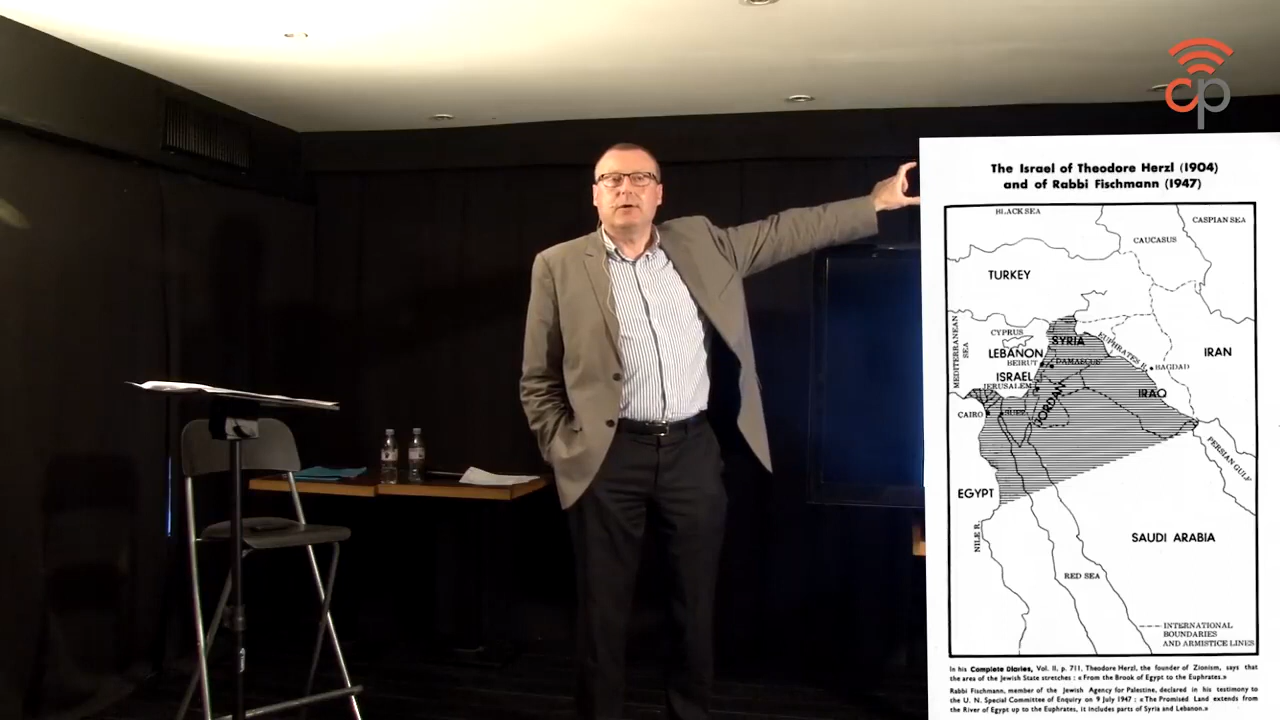 cp
The Israel of Theodore Herzl (1904)
and of Rabbi Fischmann (1947)
BLACK SEA
CASPIAN SEA
CAUCASUS
TURKEY
MEDITERRANEAN
SEA
CYPRUS
SYRIA
EUPHRATES R.
LEBANON
IRAN
BEIRUT
DAMASCUS
BAGDAD
ISRAEL
JERUSALEM
IRAQ
JORDAN
CAIRO
SUEZ
PERSIAN GULF
EGYPT
NILE R.
SAUDI ARABIA
RED SEA
INTERNATIONAL
BOUNDARIES
AND ARMISTICE LINES
In his Complete Diaries, Vol. II, p. 711, Theodore Herzl, the founder of Zionism, says that
the area of the Jewish State stretches : « From the Brook of Egypt to the Euphrates.»
Rabbi Fischmann, member of the Jewish Agency for Palestine, declared in his testimony to
the U. N. Special Committee of Enquiry on 9 July 1947 : « The Promised Land extends from
the River of Egypt up to the Euphrates, it includes parts of Syria and Lebanon.»